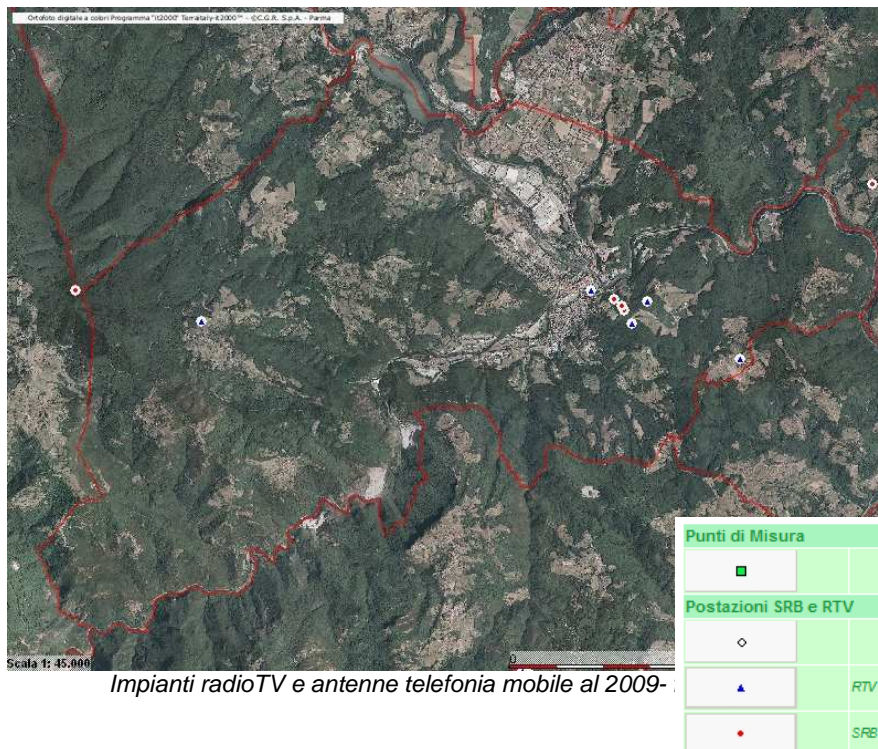 Ortofoto digitale a colori Programma "it2000" Terraitaly-it2000™ - ©C.G.R. S.p.A. - Parma
Scala 1: 45.000
0
Impianti radioTV e antenne telefonia mobile al 2009-
Punti di Misura
Postazioni SRB e RTV
RTV
SRB